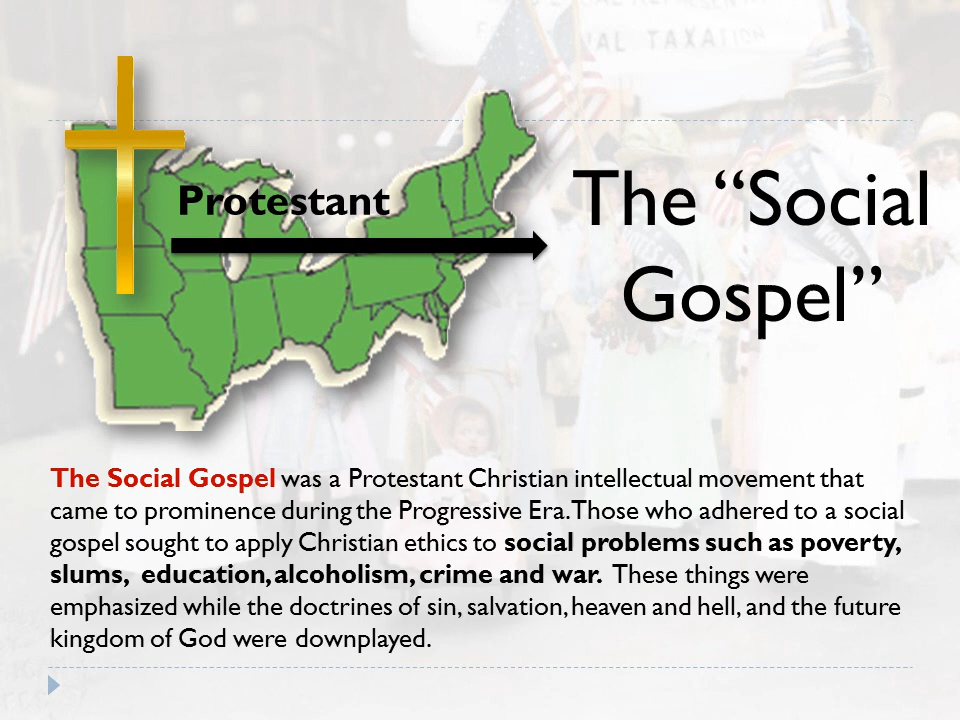 AL TAXATION
Protestant
The “Social
Gospel”
The Social Gospel was a Protestant Christian intellectual movement that
came to prominence during the Progressive Era. Those who adhered to a social
gospel sought to apply Christian ethics to social problems such as poverty,
slums, education, alcoholism, crime and war. These things were
emphasized while the doctrines of sin, salvation, heaven and hell, and the future
kingdom of God were downplayed.